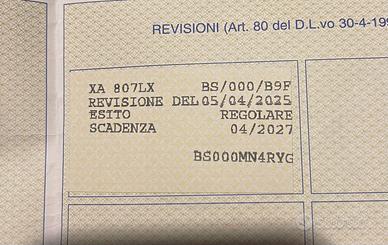 REVISIONI (Art. 80 del D.L.vo 30-4-199
XA 807LX BS/000/B9F
REVISIONE DEL 05/04/2025
ESITO REGOLARE
SCADENZA 04/2027
BS000MN4RYG